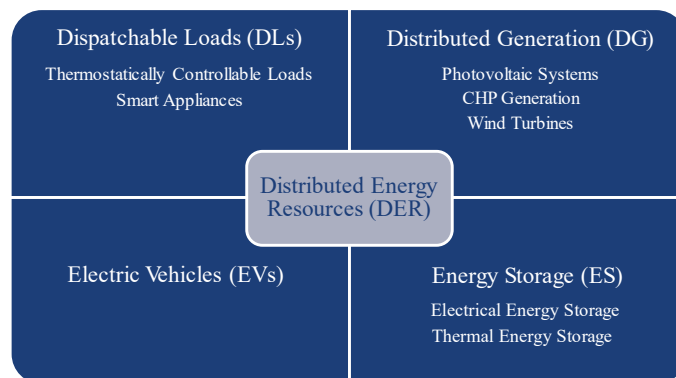 Dispatchable Loads (DLs)
Thermostatically Controllable Loads
Smart Appliances
Distributed Generation (DG)
Photovoltaic Systems
CHP Generation
Wind Turbines
Distributed Energy
Resources (DER)
Electric Vehicles (EVs)
Energy Storage (ES)
Electrical Energy Storage
Thermal Energy Storage